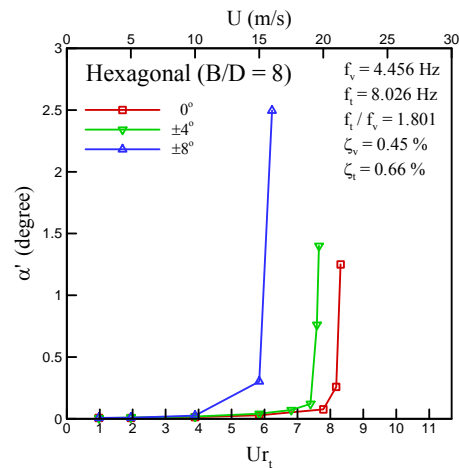 U (m/s)
0 5 10 15 20 25 30
Hexagonal (B/D = 8)
0°
±4°
±8°
f_v = 4.456 Hz
f_t = 8.026 Hz
f_t / f_v = 1.801
ζ_v = 0.45 %
ζ_t = 0.66 %
α' (degree)
3
2.5
2
1.5
1
0.5
0
0 1 2 3 4 5 6 7 8 9 10 11
Ur_t